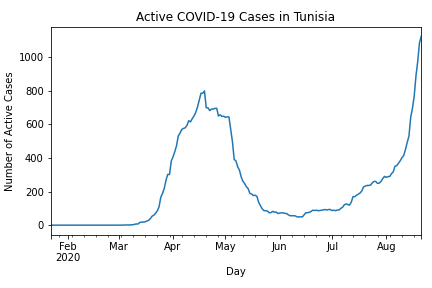 Active COVID-19 Cases in Tunisia
Number of Active Cases
1000
800
600
400
200
0
Feb
2020
Mar
Apr
May
Jun
Jul
Aug
Day